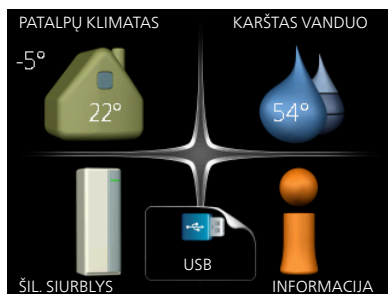 PATALPŲ KLIMATAS
KARŠTAS VANDUO
-5°
22°
54°
USB
ŠIL. SIURBLYS
INFORMACIJA